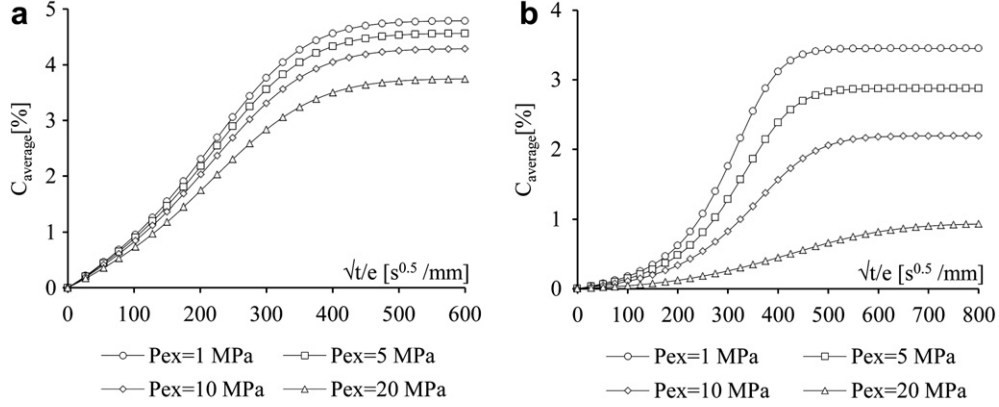 a
5
4
3
2
1
0
C average[%]
√t/e [s^0.5 /mm]
0 100 200 300 400 500 600
Pex=1 MPa
Pex=5 MPa
Pex=10 MPa
Pex=20 MPa
b
4
3
2
1
0
C average[%]
√t/e [s^0.5 /mm]
0 100 200 300 400 500 600 700 800
Pex=1 MPa
Pex=5 MPa
Pex=10 MPa
Pex=20 MPa